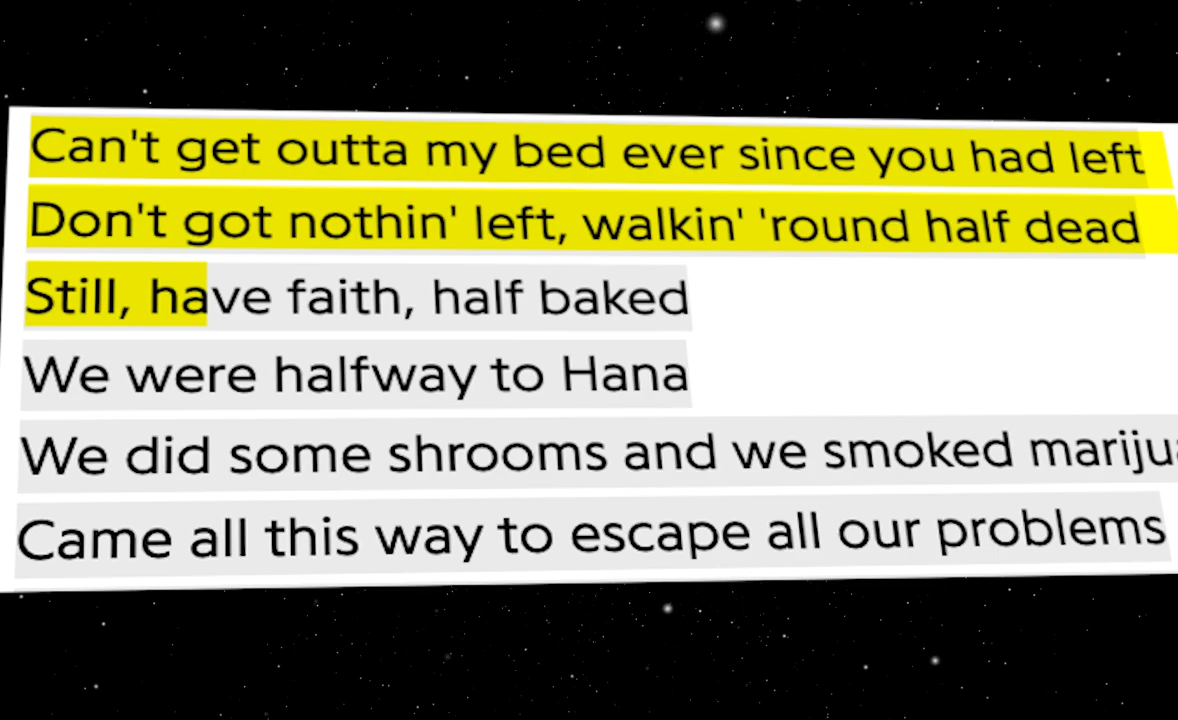 Can't get outta my bed ever since you had left
Don't got nothin' left, walkin' 'round half dead
Still, have faith, half baked
We were halfway to Hana
We did some shrooms and we smoked
Came all this way to escape all our problems